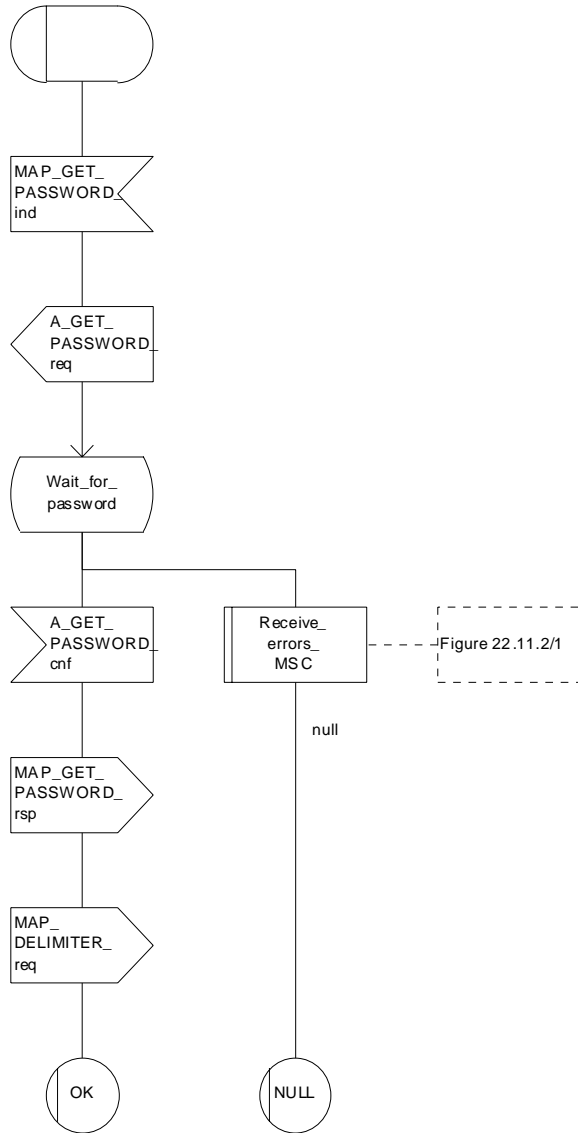 MAP_GET_
PASSWORD_
ind
A_GET_
PASSWORD_
req
Wait_for_
password
A_GET_
PASSWORD_
cnf
Receive_
errors_
MSC
Figure 22.11.2/1
null
MAP_GET_
PASSWORD_
rsp
MAP_
DELIMITER_
req
OK
NULL